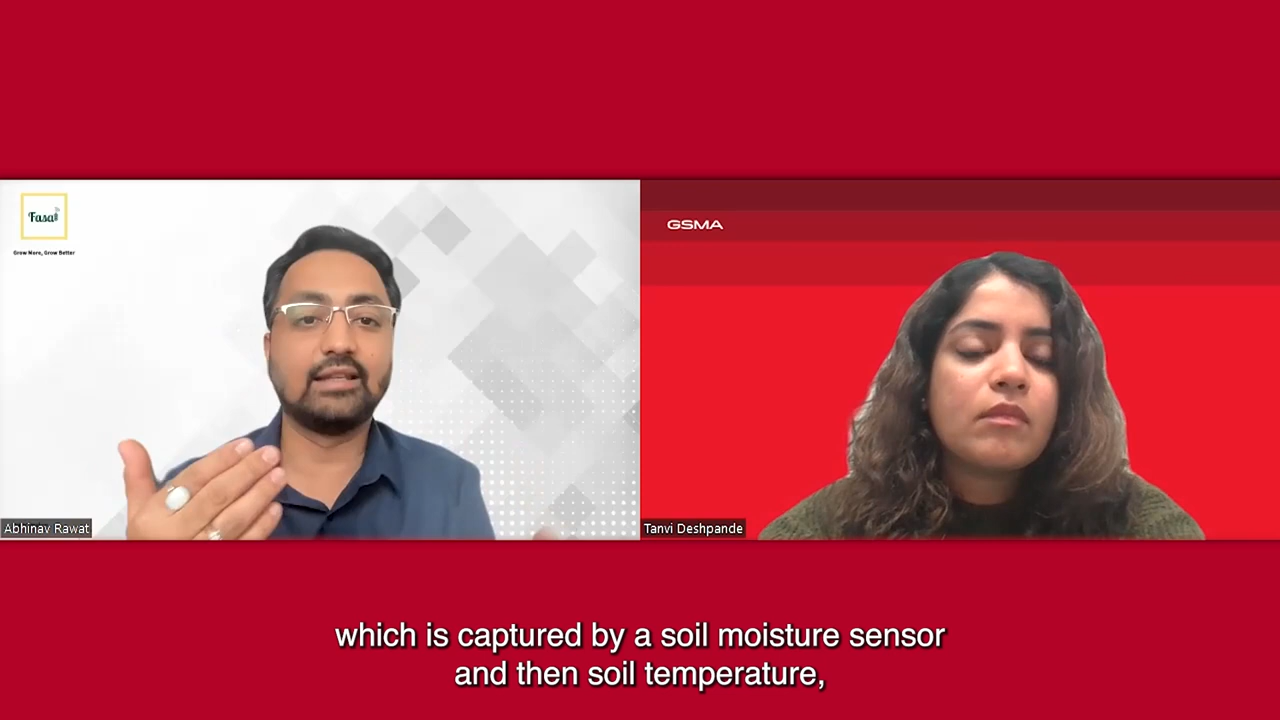 Fasal
Grow More, Grow Better
GSMA
Abhinav Rawat
Tanvi Deshpande
which is captured by a soil moisture sensor
and then soil temperature,